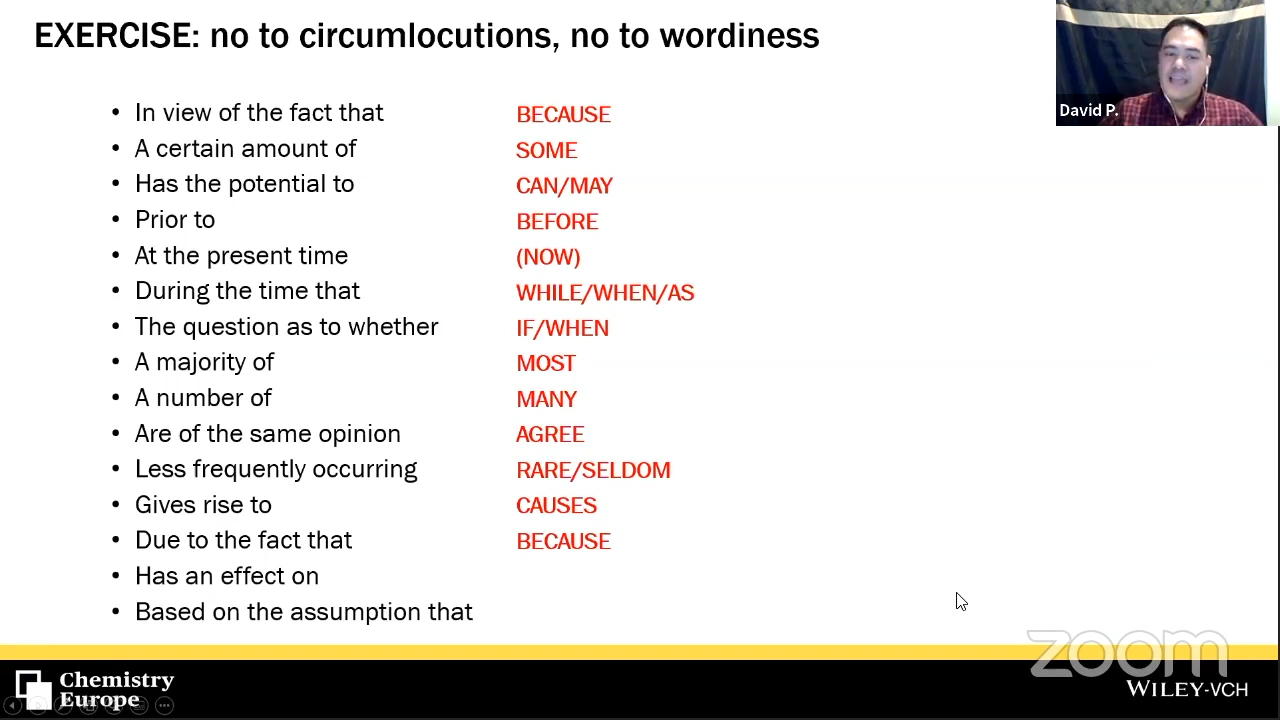 EXERCISE: no to circumlocutions, no to wordiness
David P.
• In view of the fact that BECAUSE
• A certain amount of SOME
• Has the potential to CAN/MAY
• Prior to BEFORE
• At the present time (NOW)
• During the time that WHILE/WHEN/AS
• The question as to whether IF/WHEN
• A majority of MOST
• A number of MANY
• Are of the same opinion AGREE
• Less frequently occurring RARE/SELDOM
• Gives rise to CAUSES
• Due to the fact that BECAUSE
• Has an effect on
• Based on the assumption that
zoom
Chemistry
Europe
WILEY-VCH